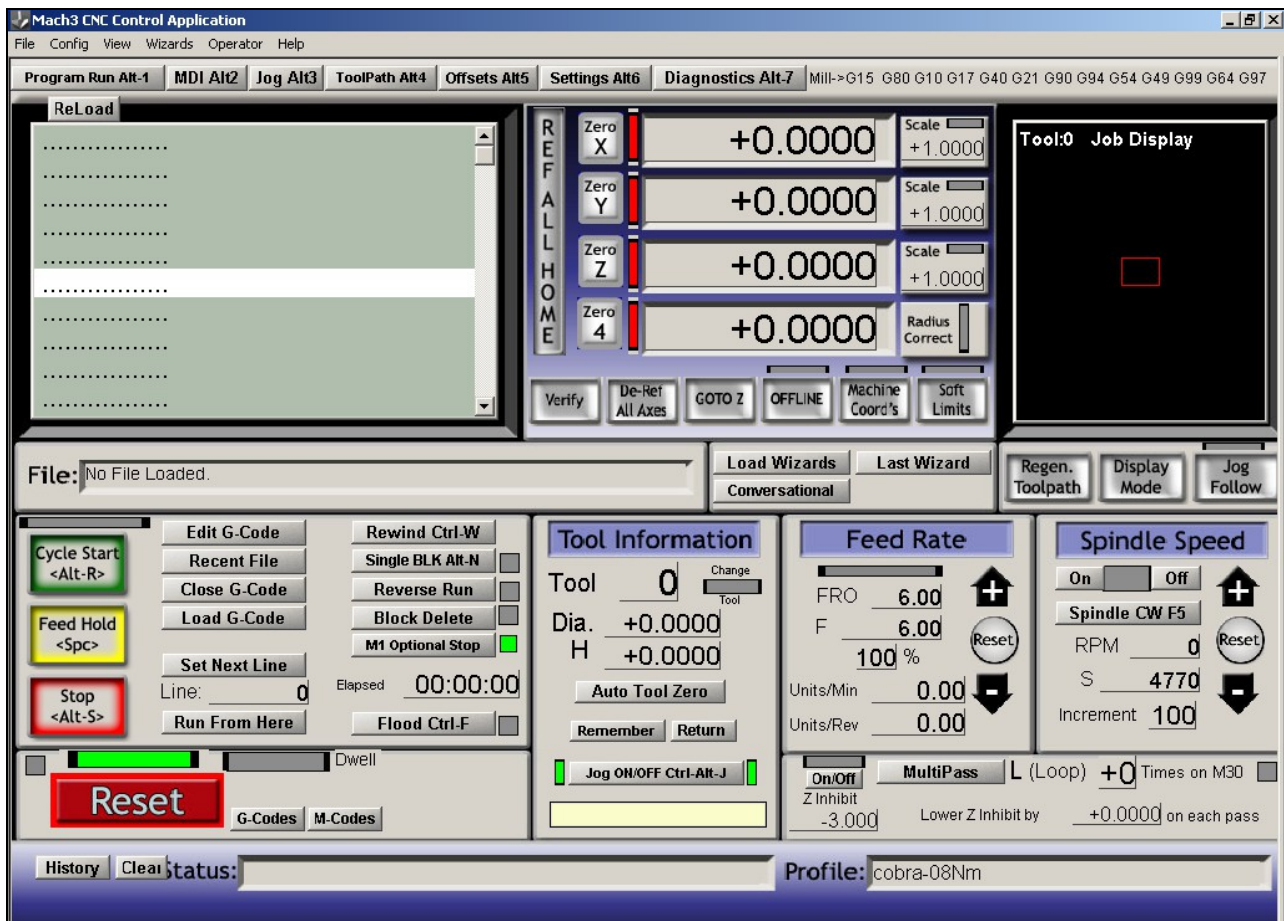 Mach3 CNC Control Application
File Config View Wizards Operator Help
Program Run Alt-1 MDI Alt2 Jog Alt3 ToolPath Alt4 Offsets Alt5 Settings Alt6 Diagnostics Alt-7 Mill->G15 G80 G10 G17 G40 G21 G90 G94 G54 G49 G99 G64 G97
ReLoad
.................
.................
.................
.................
.................
.................
.................
.................
.................
.................
REF ALL HOME
Zero X +0.0000 Scale +1.0000
Zero Y +0.0000 Scale +1.0000
Zero Z +0.0000 Scale +1.0000
Zero 4 +0.0000 Radius Correct
Verify De-Ref All Axes GOTO Z OFFLINE Machine Coord's Soft Limits
Tool:0 Job Display
File: No File Loaded.
Load Wizards Last Wizard
Conversational
Regen. Toolpath Display Mode Jog Follow
Cycle Start <Alt-R>
Feed Hold <Spc>
Stop <Alt-S>
Edit G-Code
Recent File
Close G-Code
Load G-Code
Set Next Line
Line: 0
Run From Here
Rewind Ctrl-W
Single BLK Alt-N
Reverse Run
Block Delete
M1 Optional Stop
Elapsed 00:00:00
Flood Ctrl-F
Dwell
Reset
G-Codes M-Codes
Tool Information
Tool 0 Change Tool
Dia. +0.0000
H +0.0000
Auto Tool Zero
Remember Return
Jog ON/OFF Ctrl-Alt-J
Feed Rate
FRO 6.00
F 6.00
100 %
Reset
Units/Min 0.00
Units/Rev 0.00
Spindle Speed
On Off
Spindle CW F5
RPM 0
Reset
S 4770
Increment 100
On/Off MultiPass L (Loop) +0 Times on M30
Z Inhibit
-3.000 Lower Z Inhibit by +0.0000 on each pass
History Clear Status:
Profile: cobra-08Nm